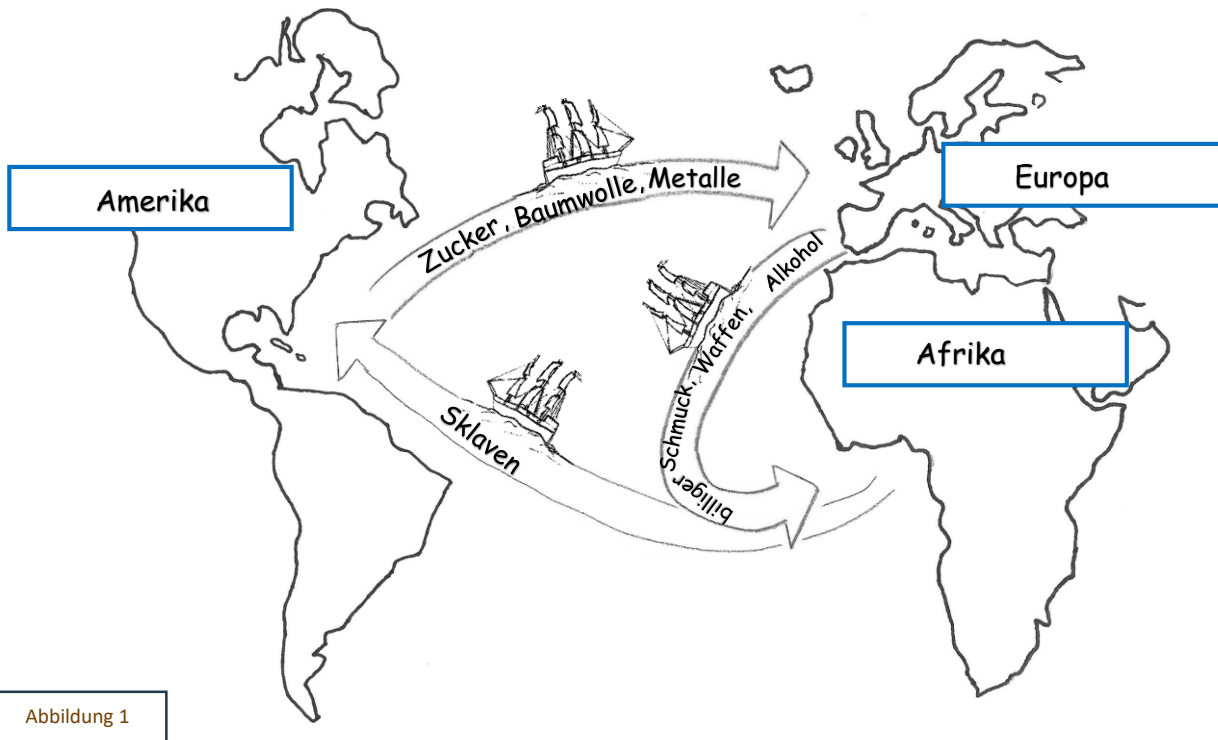 Amerika
Europa
Afrika
Zucker, Baumwolle, Metalle
Alkohol
Waffen,
billiger Schmuck,
Sklaven
Abbildung 1